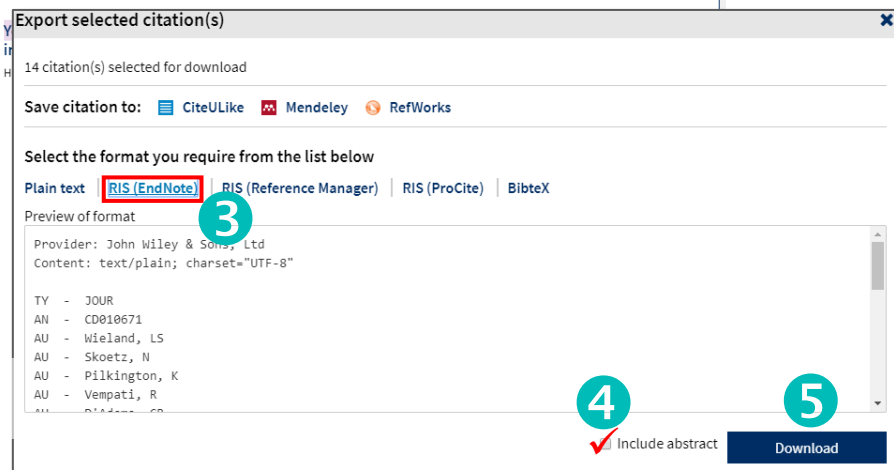 Export selected citation(s)
Y
H
14 citation(s) selected for download
Save citation to: CiteULike Mendeley RefWorks
Select the format you require from the list below
Plain text RIS (EndNote) RIS (Reference Manager) RIS (ProCite) BibteX
3
Preview of format
Provider: John Wiley & Sons, Ltd
Content: text/plain; charset="UTF-8"
TY - JOUR
AN - CD010671
AU - Wieland, LS
AU - Skoetz, N
AU - Pilkington, K
AU - Vempati, R
4
5
Include abstract
Download